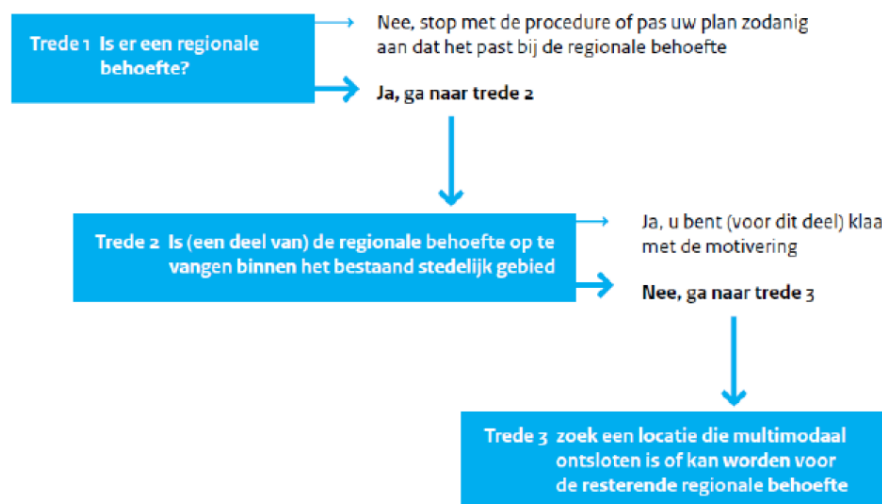 Trede 1 Is er een regionale
behoefte?
Nee, stop met de procedure of pas uw plan zodanig
aan dat het past bij de regionale behoefte
Ja, ga naar trede 2
Trede 2 Is (een deel van) de regionale behoefte op te
vangen binnen het bestaand stedelijk gebied
Ja, u bent (voor dit deel) klaa
met de motivering
Nee, ga naar trede 3
Trede 3 zoek een locatie die multimodaal
ontsloten is of kan worden voor
de resterende regionale behoefte